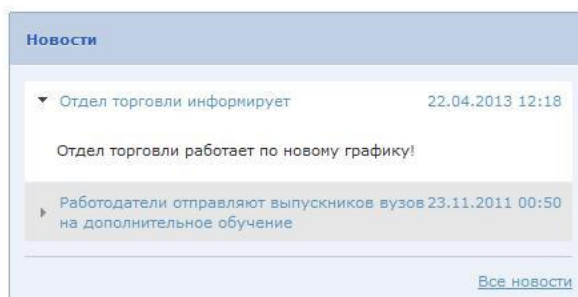 Новости
Отдел торговли информирует 22.04.2013 12:18
Отдел торговли работает по новому графику!
Работодатели отправляют выпускников вузов 23.11.2011 00:50
на дополнительное обучение
Все новости